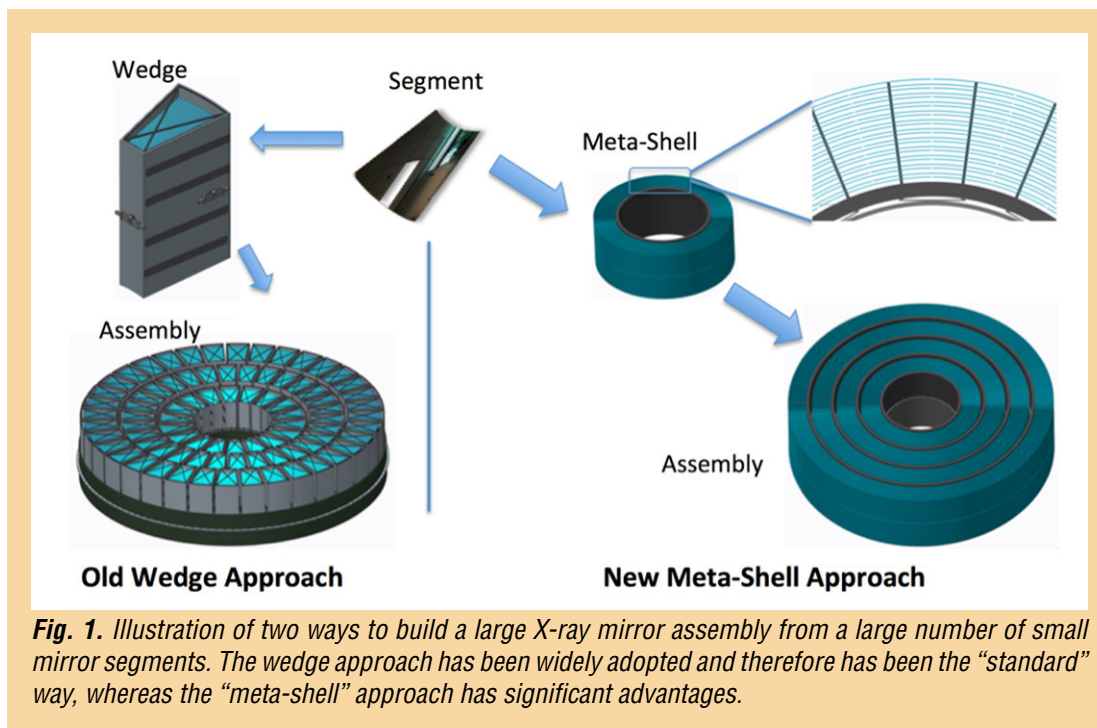 Wedge
Segment
Meta-Shell
Assembly
Assembly
Old Wedge Approach
New Meta-Shell Approach
Fig. 1. Illustration of two ways to build a large X-ray mirror assembly from a large number of small
mirror segments. The wedge approach has been widely adopted and therefore has been the “standard”
way, whereas the “meta-shell” approach has significant advantages.